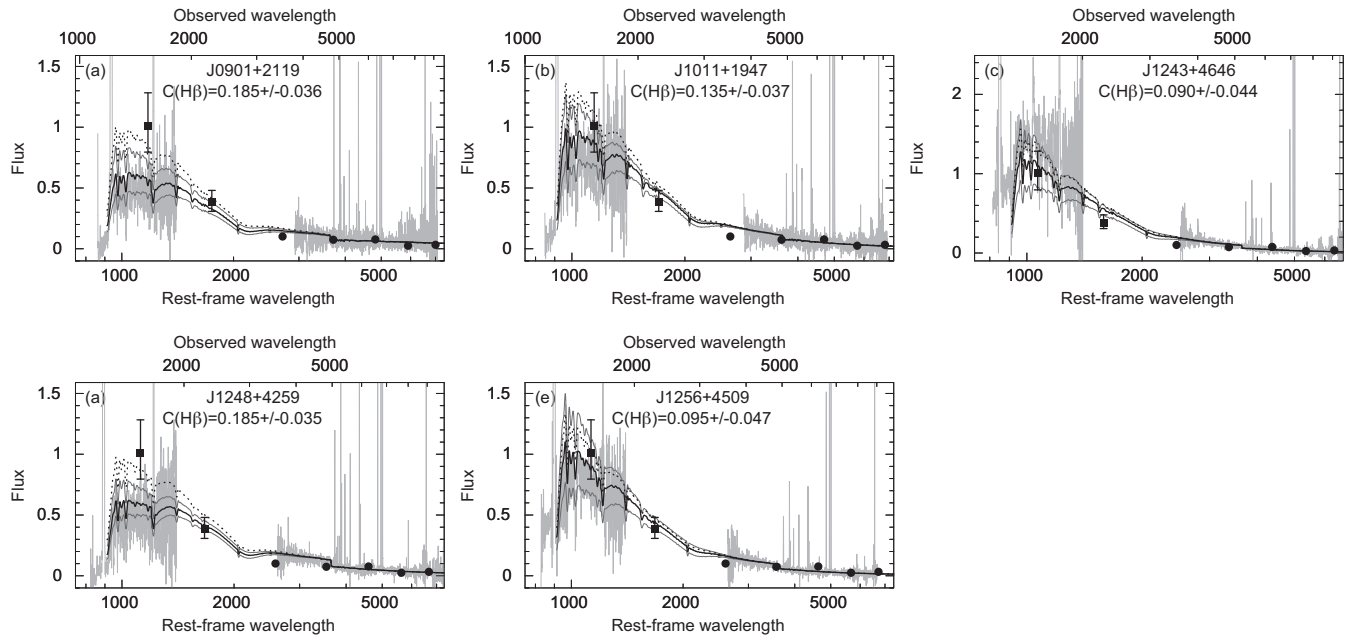 Observed wavelength
1000 2000 5000
(a) J0901+2119
C(Hβ)=0.185+/-0.036
Flux
1.5
1
0.5
0
1000 2000 5000
Rest-frame wavelength
Observed wavelength
1000 2000 5000
(b) J1011+1947
C(Hβ)=0.135+/-0.037
Flux
1.5
1
0.5
0
1000 2000 5000
Rest-frame wavelength
Observed wavelength
2000 5000
(c) J1243+4646
C(Hβ)=0.090+/-0.044
Flux
2
1
0
1000 2000 5000
Rest-frame wavelength
Observed wavelength
2000 5000
(a) J1248+4259
C(Hβ)=0.185+/-0.035
Flux
1.5
1
0.5
0
1000 2000 5000
Rest-frame wavelength
Observed wavelength
2000 5000
(e) J1256+4509
C(Hβ)=0.095+/-0.047
Flux
1.5
1
0.5
0
1000 2000 5000
Rest-frame wavelength